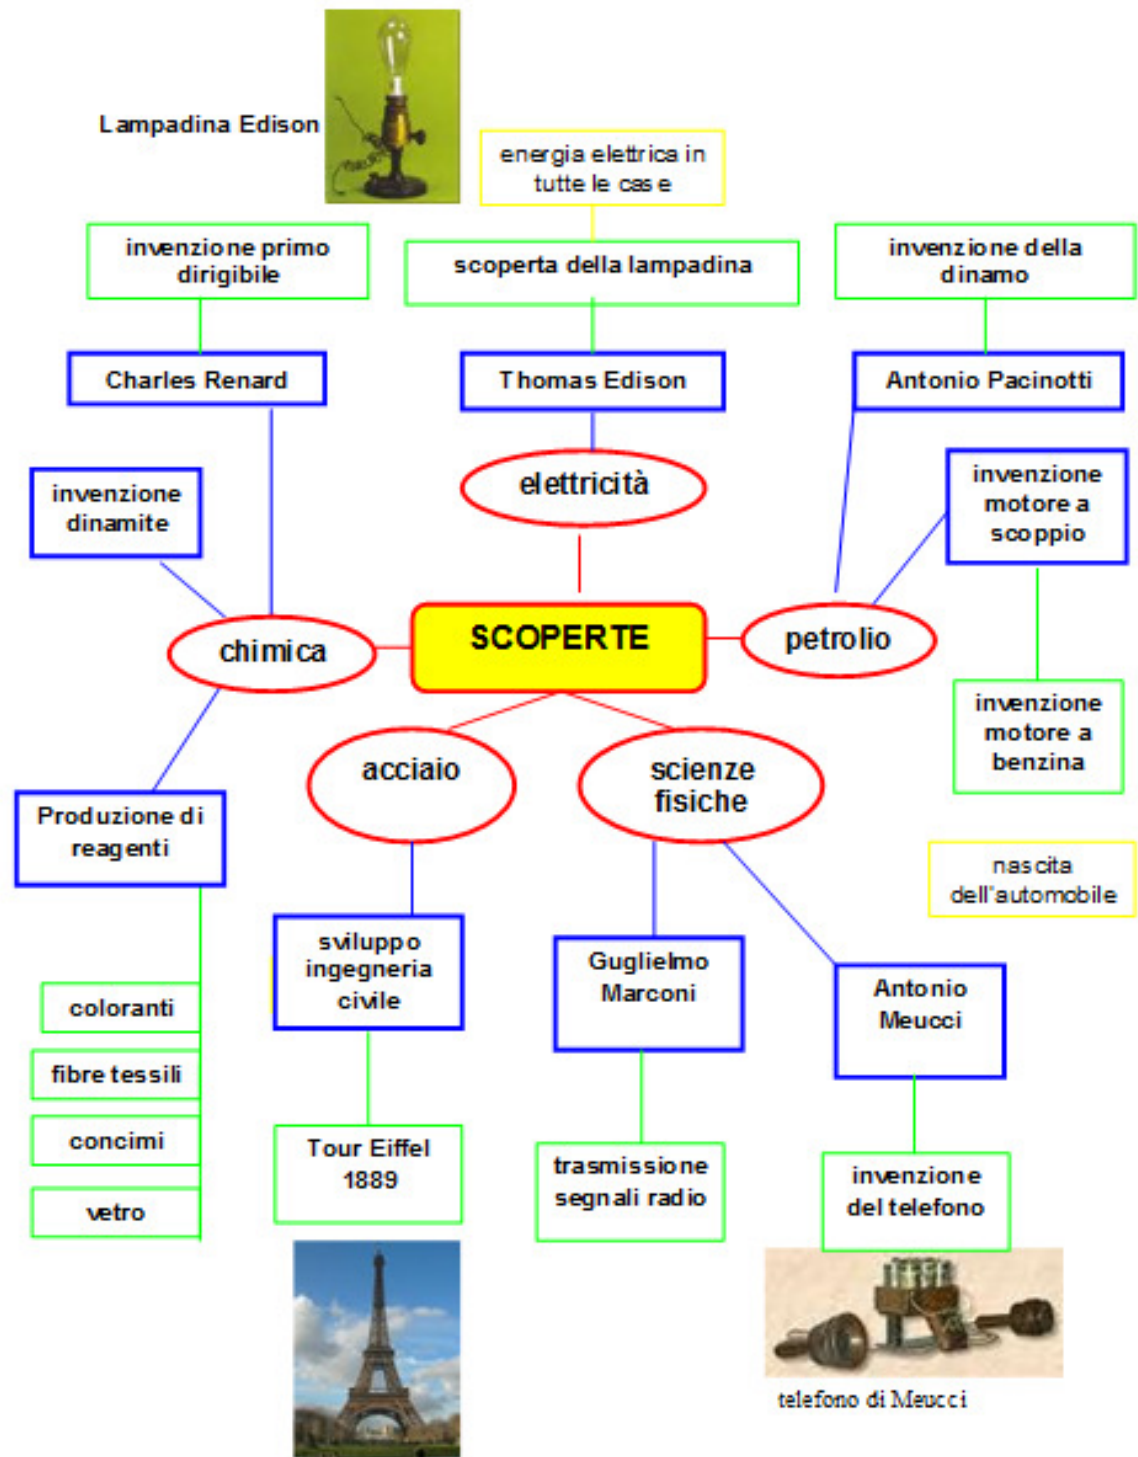 Lampadina Edison
energia elettrica in
tutte le case
invenzione primo
dirigibile
scoperta della lampadina
invenzione della
dinamo
Charles Renard
Thomas Edison
Antonio Pacinotti
invenzione
dinamite
elettricità
invenzione
motore a
scoppio
chimica
SCOPERTE
petrolio
invenzione
motore a
benzina
acciaio
scienze
fisiche
Produzione di
reagenti
nascita
dell'automobile
sviluppo
ingegneria
civile
Guglielmo
Marconi
Antonio
Meucci
coloranti
fibre tessili
concimi
vetro
Tour Eiffel
1889
trasmissione
segnali radio
invenzione
del telefono
telefono di Meucci